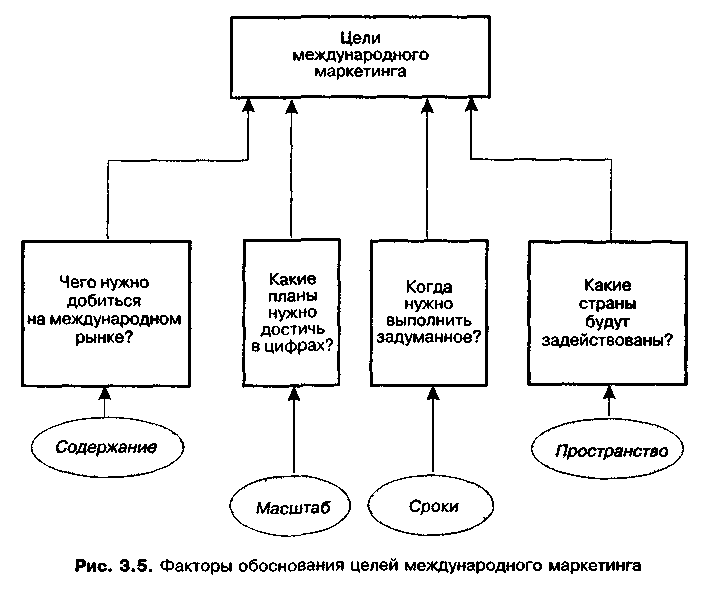 Цели
международного
маркетинга
Чего нужно
добиться
на международном
рынке?
Какие
планы
нужно
достичь
в цифрах?
Когда
нужно
выполнить
задуманное?
Какие
страны
будут
задействованы?
Содержание
Масштаб
Сроки
Пространство
Рис. 3.5. Факторы обоснования целей международного маркетинга